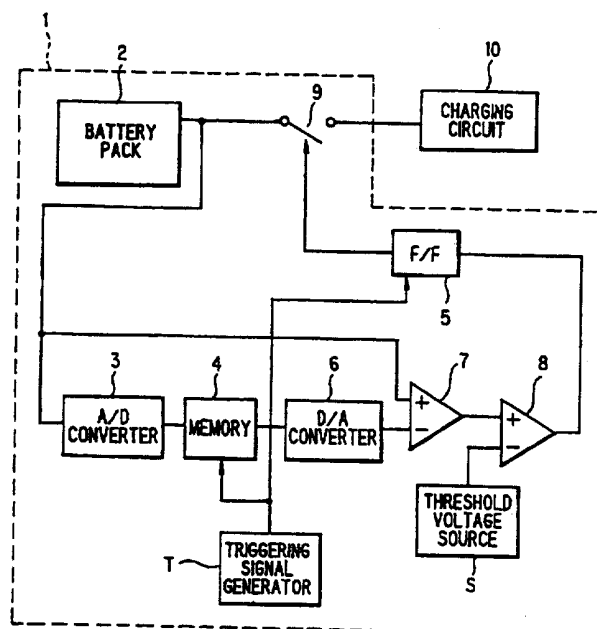 1
2
BATTERY
PACK
9
10
CHARGING
CIRCUIT
F/F
5
3
A/D
CONVERTER
4
MEMORY
6
D/A
CONVERTER
+
−
7
+
−
8
THRESHOLD
VOLTAGE
SOURCE
S
T
TRIGGERING
SIGNAL
GENERATOR